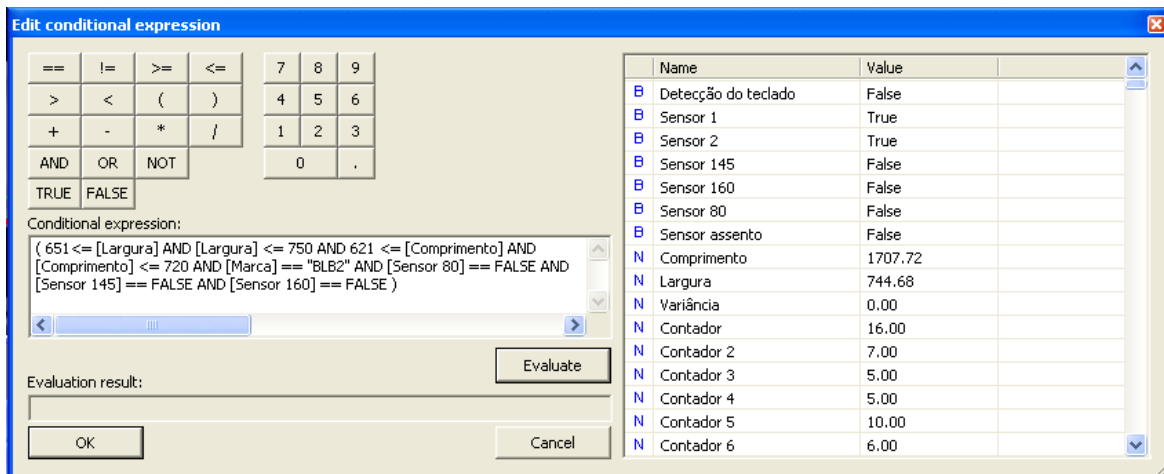 Edit conditional expression
== != >= <= 7 8 9
> < ( ) 4 5 6
+ - * / 1 2 3
AND OR NOT 0 .
TRUE FALSE
Conditional expression:
( 651<= [Largura] AND [Largura] <= 750 AND 621 <= [Comprimento] AND
[Comprimento] <= 720 AND [Marca] == "BLB2" AND [Sensor 80] == FALSE AND
[Sensor 145] == FALSE AND [Sensor 160] == FALSE )
Evaluate
Evaluation result:
OK Cancel
Name Value
B Detecção do teclado False
B Sensor 1 True
B Sensor 2 True
B Sensor 145 False
B Sensor 160 False
B Sensor 80 False
B Sensor assento False
N Comprimento 1707.72
N Largura 744.68
N Variância 0.00
N Contador 16.00
N Contador 2 7.00
N Contador 3 5.00
N Contador 4 5.00
N Contador 5 10.00
N Contador 6 6.00